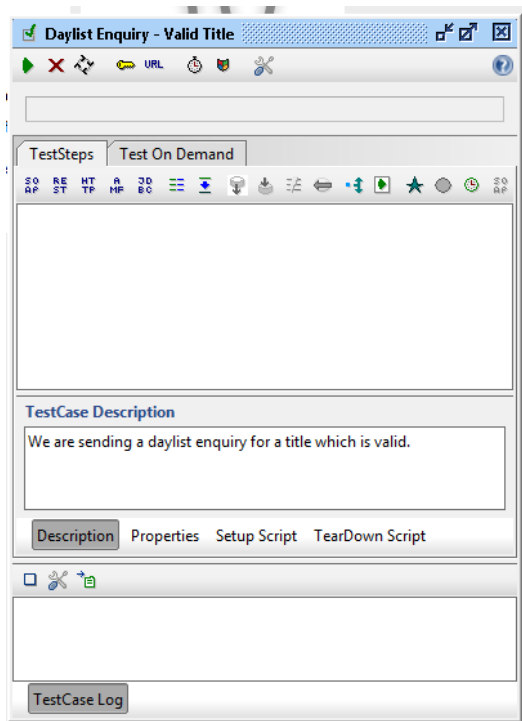 Daylist Enquiry - Valid Title
URL
TestSteps Test On Demand
SO AP RE ST HT TP A MF JD BC SO AP
TestCase Description
We are sending a daylist enquiry for a title which is valid.
Description Properties Setup Script TearDown Script
TestCase Log